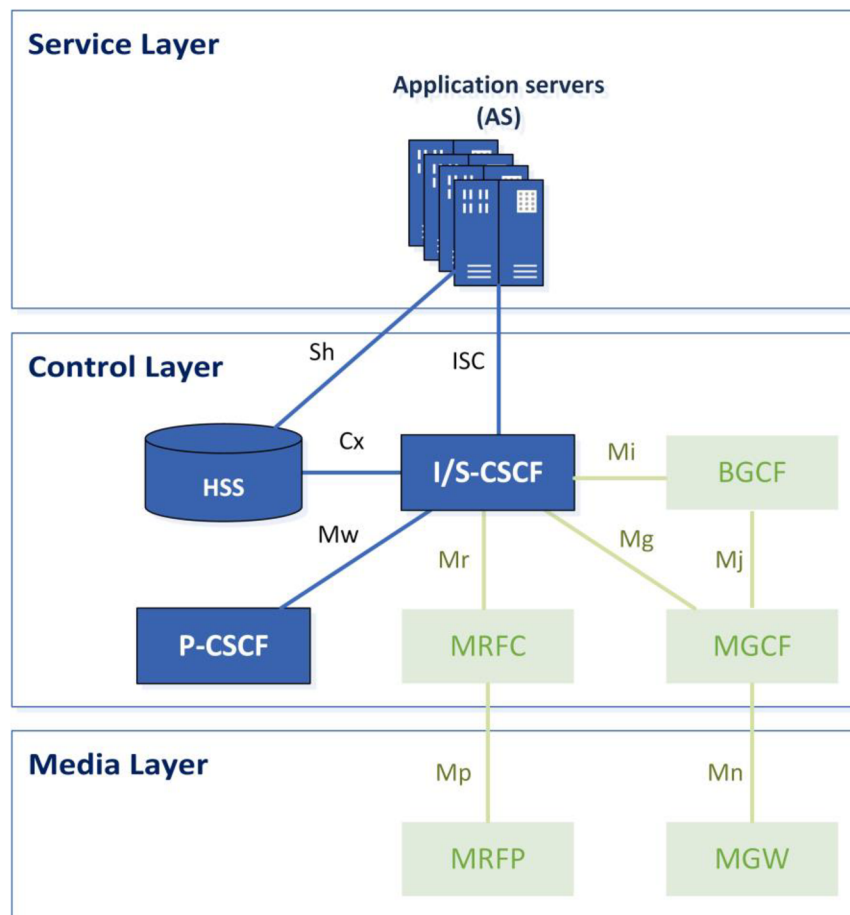 Service Layer
Application servers
(AS)
Sh
ISC
Control Layer
Cx
HSS
I/S-CSCF
Mi
BGCF
Mw
Mr
Mg
Mj
P-CSCF
MRFC
MGCF
Media Layer
Mp
Mn
MRFP
MGW